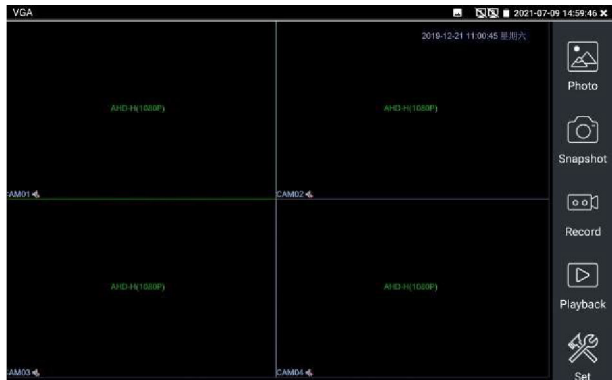 VGA
2021-07-09 14:59:46
2019-12-21 11:00:45 星期六
AHD-H(1080P)
AHD-H(1080P)
CAM01
CAM02
AHD-H(1080P)
AHD-H(1080P)
CAM03
CAM04
Photo
Snapshot
Record
Playback
Set